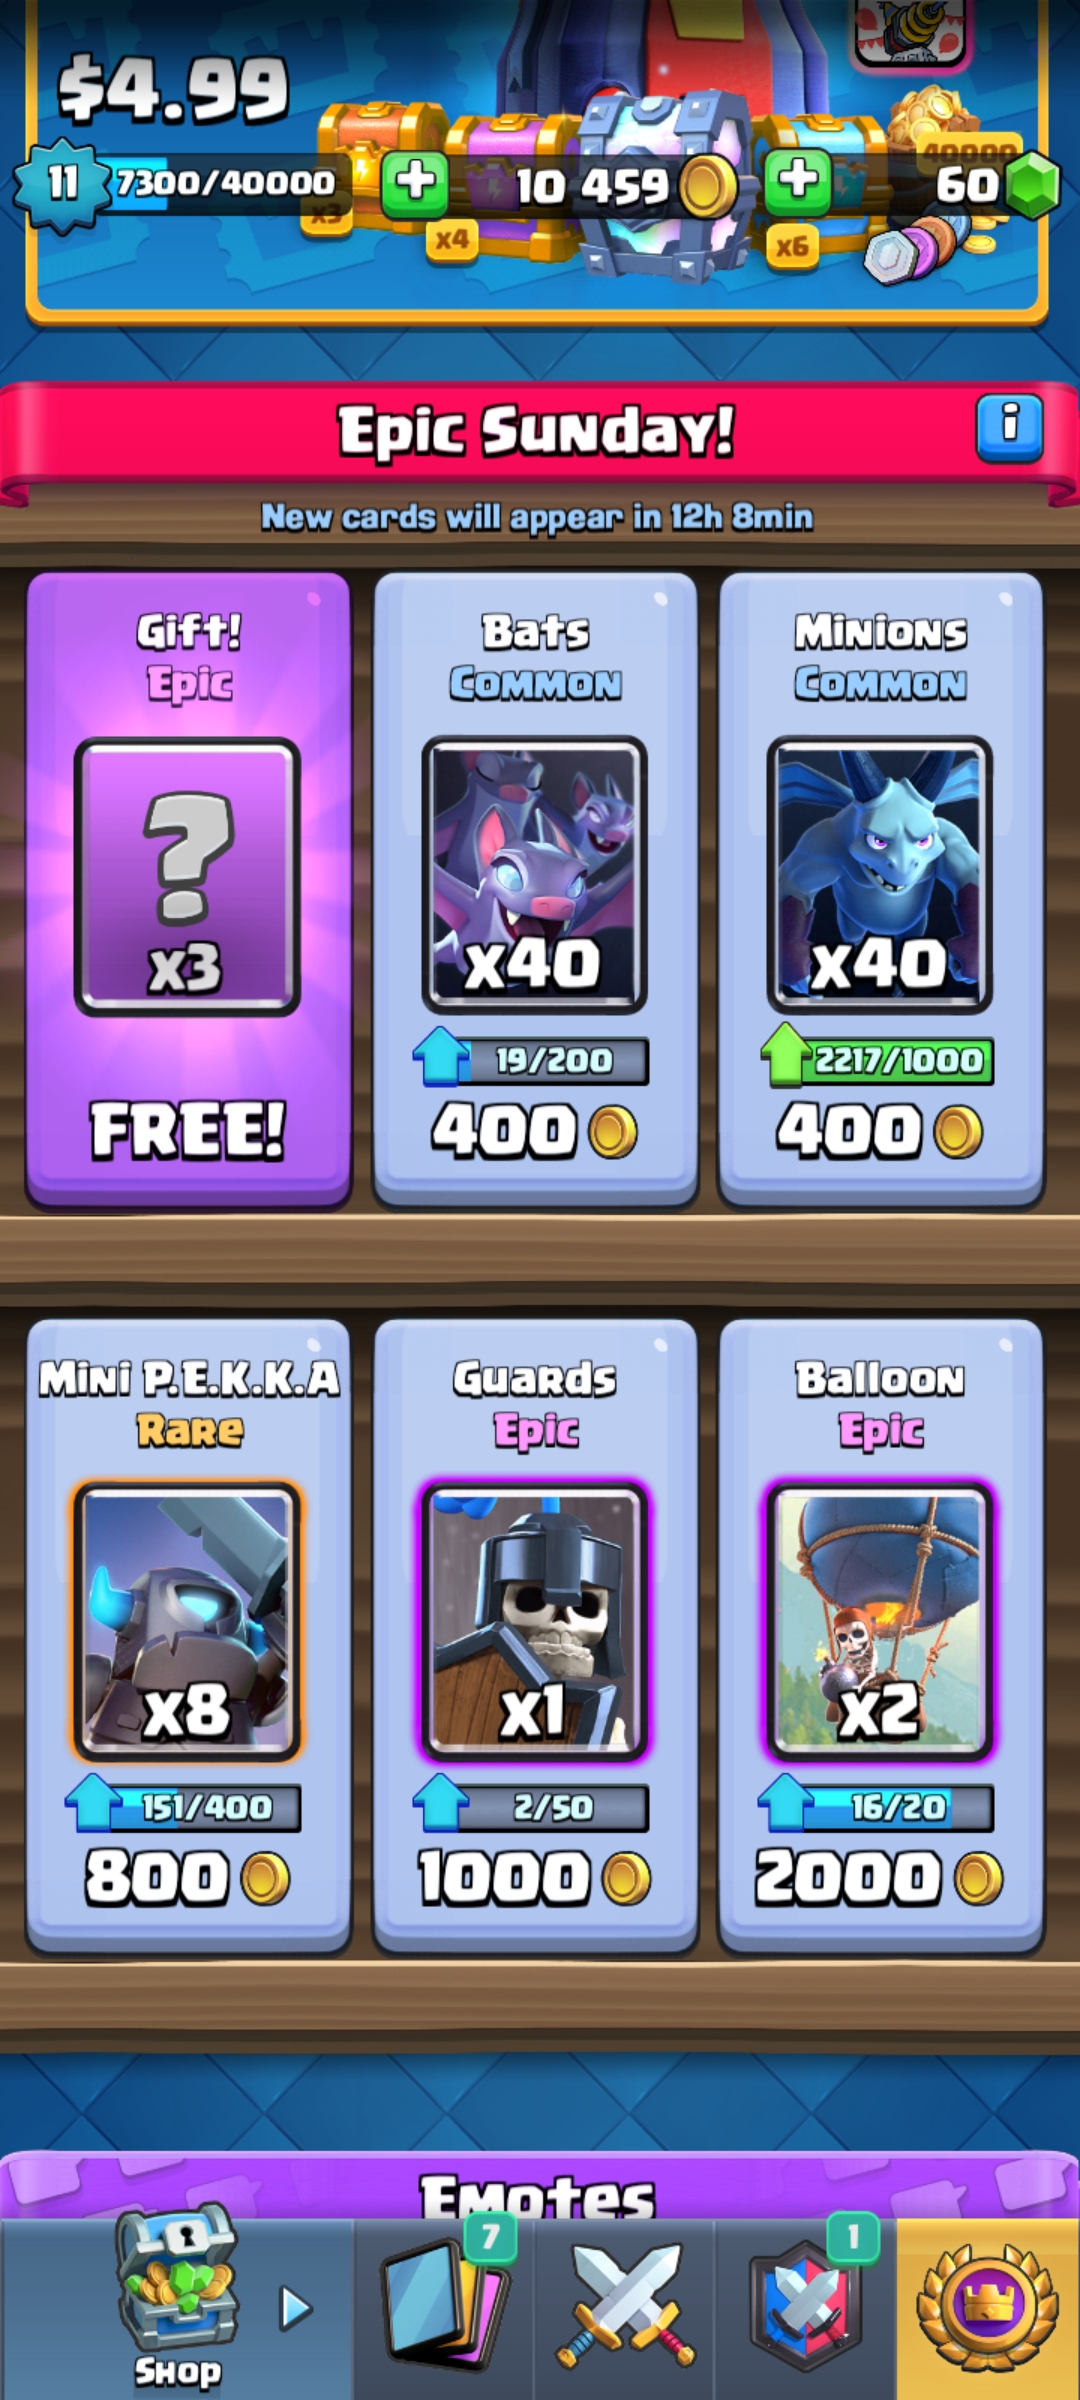 $4.99
11
7300/40000
10 459
40000
60
x3
x4
x6
Epic Sunday!
i
New cards will appear in 12h 8min
Gift!
Epic
?
x3
FREE!
Bats
Common
x40
19/200
400
Minions
Common
x40
2217/1000
400
Mini P.E.K.K.A
Rare
x8
151/400
800
Guards
Epic
x1
2/50
1000
Balloon
Epic
x2
16/20
2000
Emotes
7
1
Shop